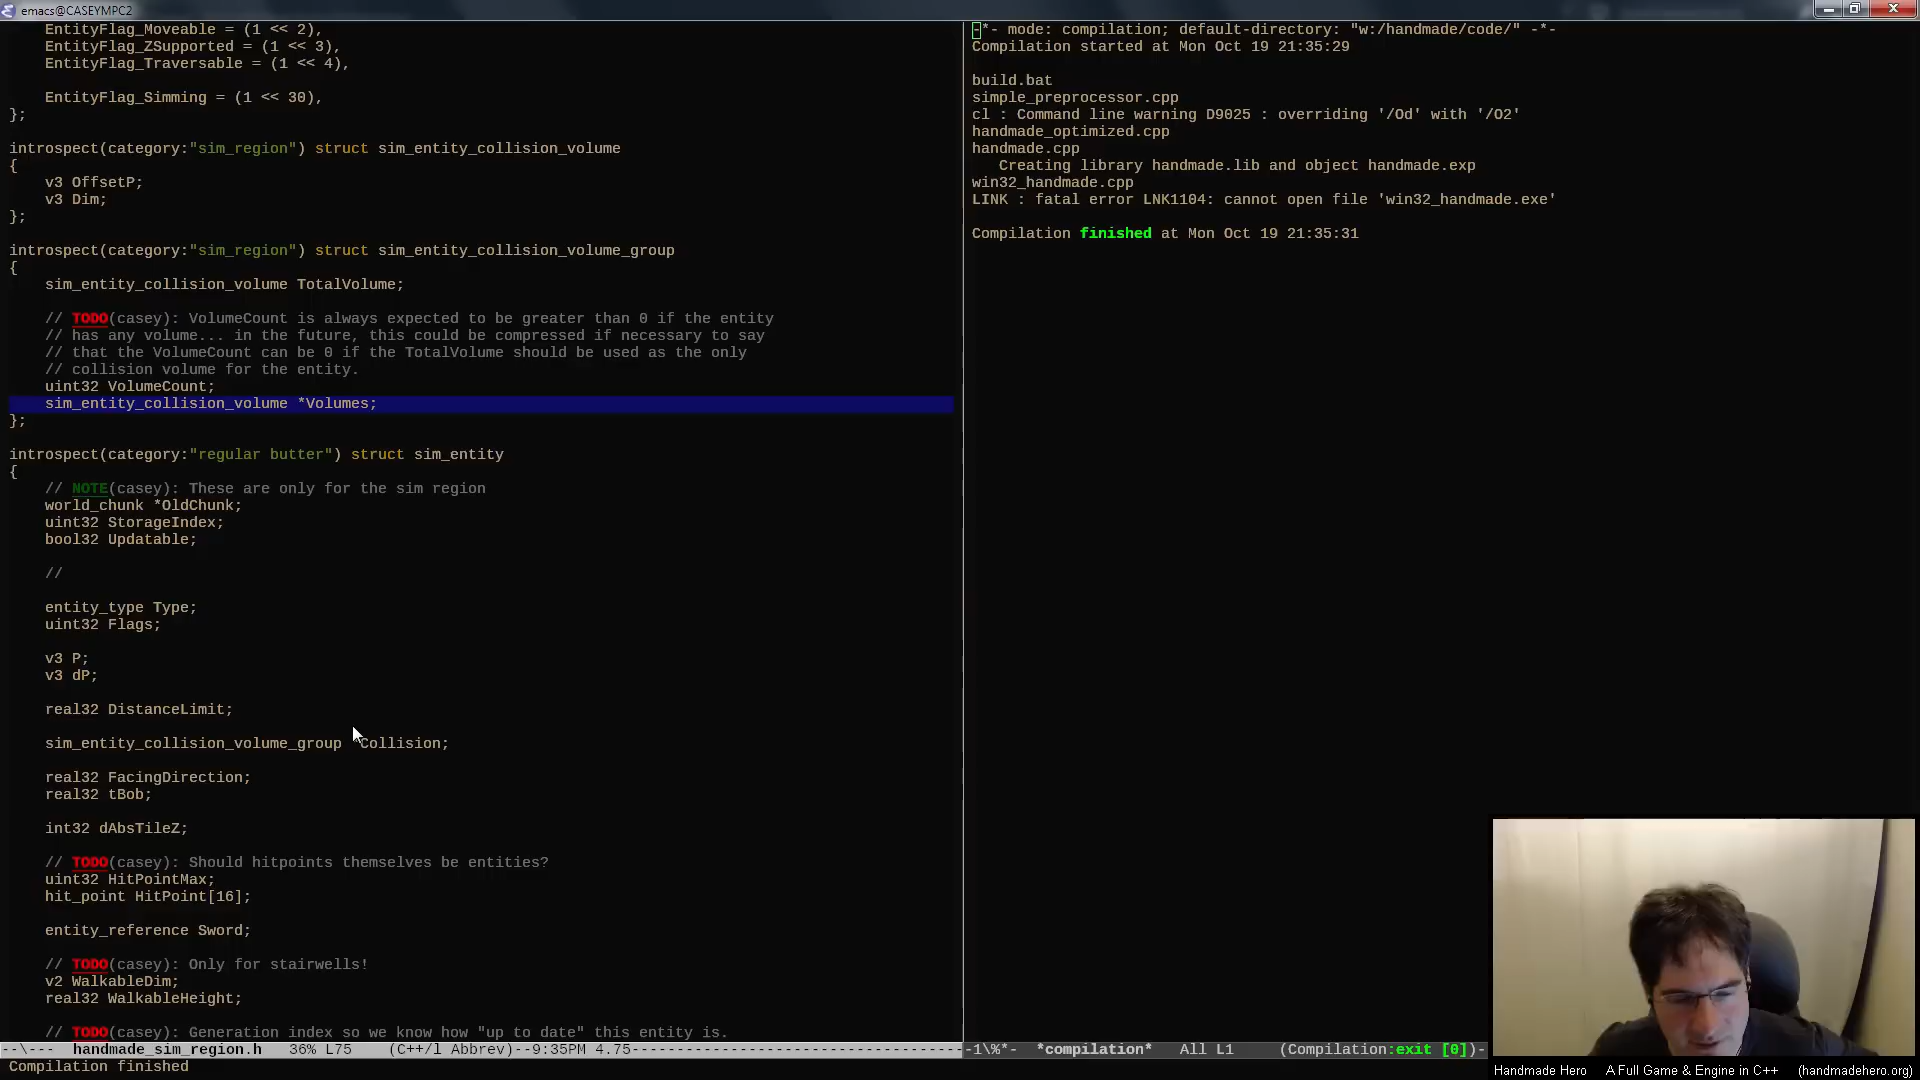 emacs@CASEYMPC2
    EntityFlag_Moveable = (1 << 2),
    EntityFlag_ZSupported = (1 << 3),
    EntityFlag_Traversable = (1 << 4),
    EntityFlag_Simming = (1 << 30),
};
introspect(category:"sim_region") struct sim_entity_collision_volume
{
    v3 OffsetP;
    v3 Dim;
};
introspect(category:"sim_region") struct sim_entity_collision_volume_group
{
    sim_entity_collision_volume TotalVolume;
    // TODO(casey): VolumeCount is always expected to be greater than 0 if the entity
    // has any volume... in the future, this could be compressed if necessary to say
    // that the VolumeCount can be 0 if the TotalVolume should be used as the only
    // collision volume for the entity.
    uint32 VolumeCount;
    sim_entity_collision_volume *Volumes;
};
introspect(category:"regular butter") struct sim_entity
{
    // NOTE(casey): These are only for the sim region
    world_chunk *OldChunk;
    uint32 StorageIndex;
    bool32 Updatable;
    //
    entity_type Type;
    uint32 Flags;
    v3 P;
    v3 dP;
    real32 DistanceLimit;
    sim_entity_collision_volume_group *Collision;
    real32 FacingDirection;
    real32 tBob;
    int32 dAbsTileZ;
    // TODO(casey): Should hitpoints themselves be entities?
    uint32 HitPointMax;
    hit_point HitPoint[16];
    entity_reference Sword;
    // TODO(casey): Only for stairwells!
    v2 WalkableDim;
    real32 WalkableHeight;
    // TODO(casey): Generation index so we know how "up to date" this entity is.
--\---  handmade_sim_region.h   36% L75    (C++/l Abbrev)--9:35PM 4.75-------------------------------------
Compilation finished
-*- mode: compilation; default-directory: "w:/handmade/code/" -*-
Compilation started at Mon Oct 19 21:35:29
build.bat
simple_preprocessor.cpp
cl : Command line warning D9025 : overriding '/Od' with '/O2'
handmade_optimized.cpp
handmade.cpp
   Creating library handmade.lib and object handmade.exp
win32_handmade.cpp
LINK : fatal error LNK1104: cannot open file 'win32_handmade.exe'
Compilation finished at Mon Oct 19 21:35:31
-1\%*-  *compilation*   All L1     (Compilation:exit [0])-
Handmade Hero    A Full Game & Engine in C++    (handmadehero.org)